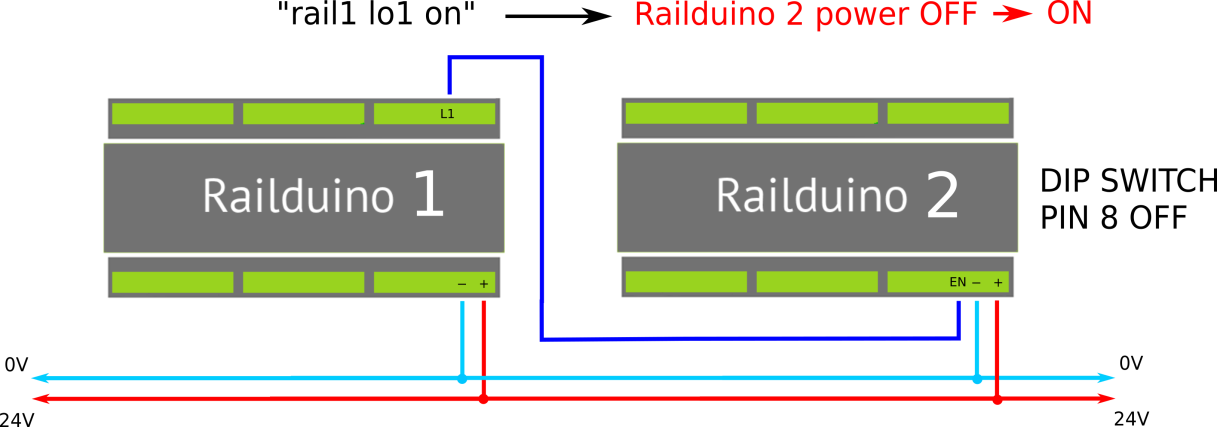 "rail1 lo1 on" Railduino 2 power OFF ON
L1
Railduino 1
Railduino 2
DIP SWITCH
PIN 8 OFF
− +
EN − +
0V
0V
24V
24V